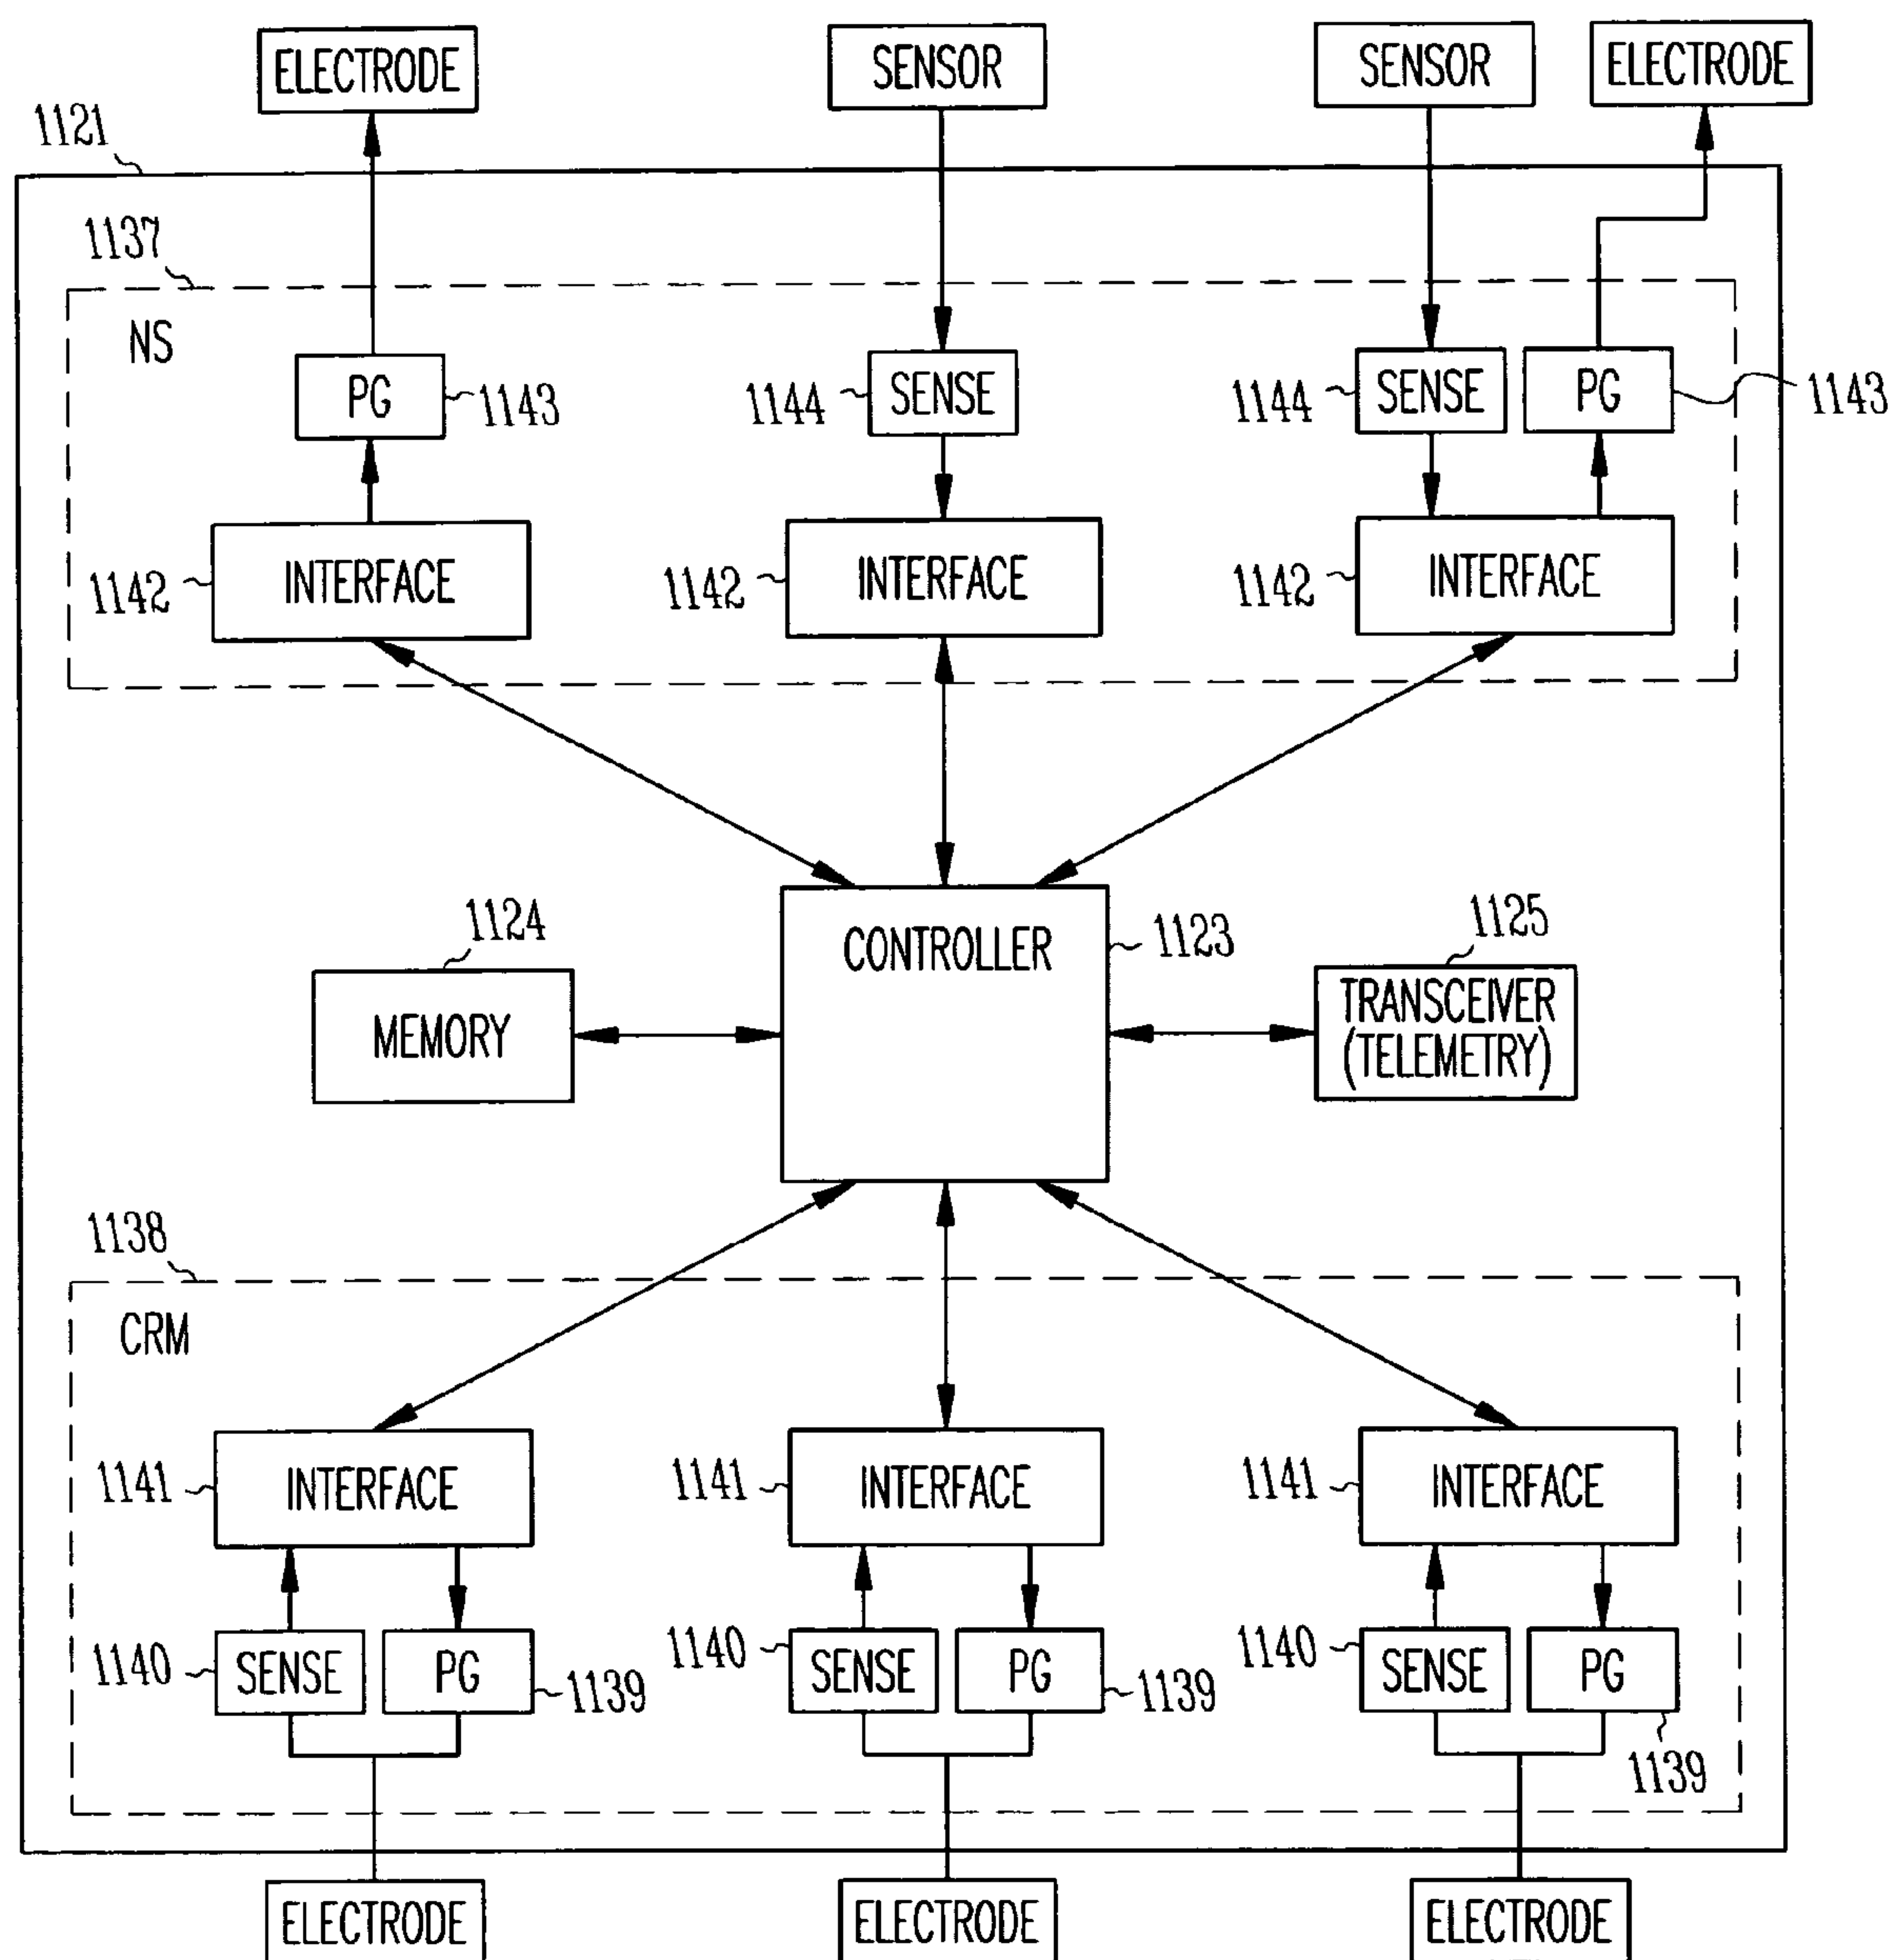 ELECTRODE
SENSOR
SENSOR
ELECTRODE
1121
1137
NS
PG
1143
1144
SENSE
1144
SENSE
PG
1143
1142
INTERFACE
1142
INTERFACE
1142
INTERFACE
1124
MEMORY
CONTROLLER
1123
1125
TRANSCEIVER
(TELEMETRY)
1138
CRM
1141
INTERFACE
1141
INTERFACE
1141
INTERFACE
1140
SENSE
PG
1139
1140
SENSE
PG
1139
1140
SENSE
PG
1139
ELECTRODE
ELECTRODE
ELECTRODE